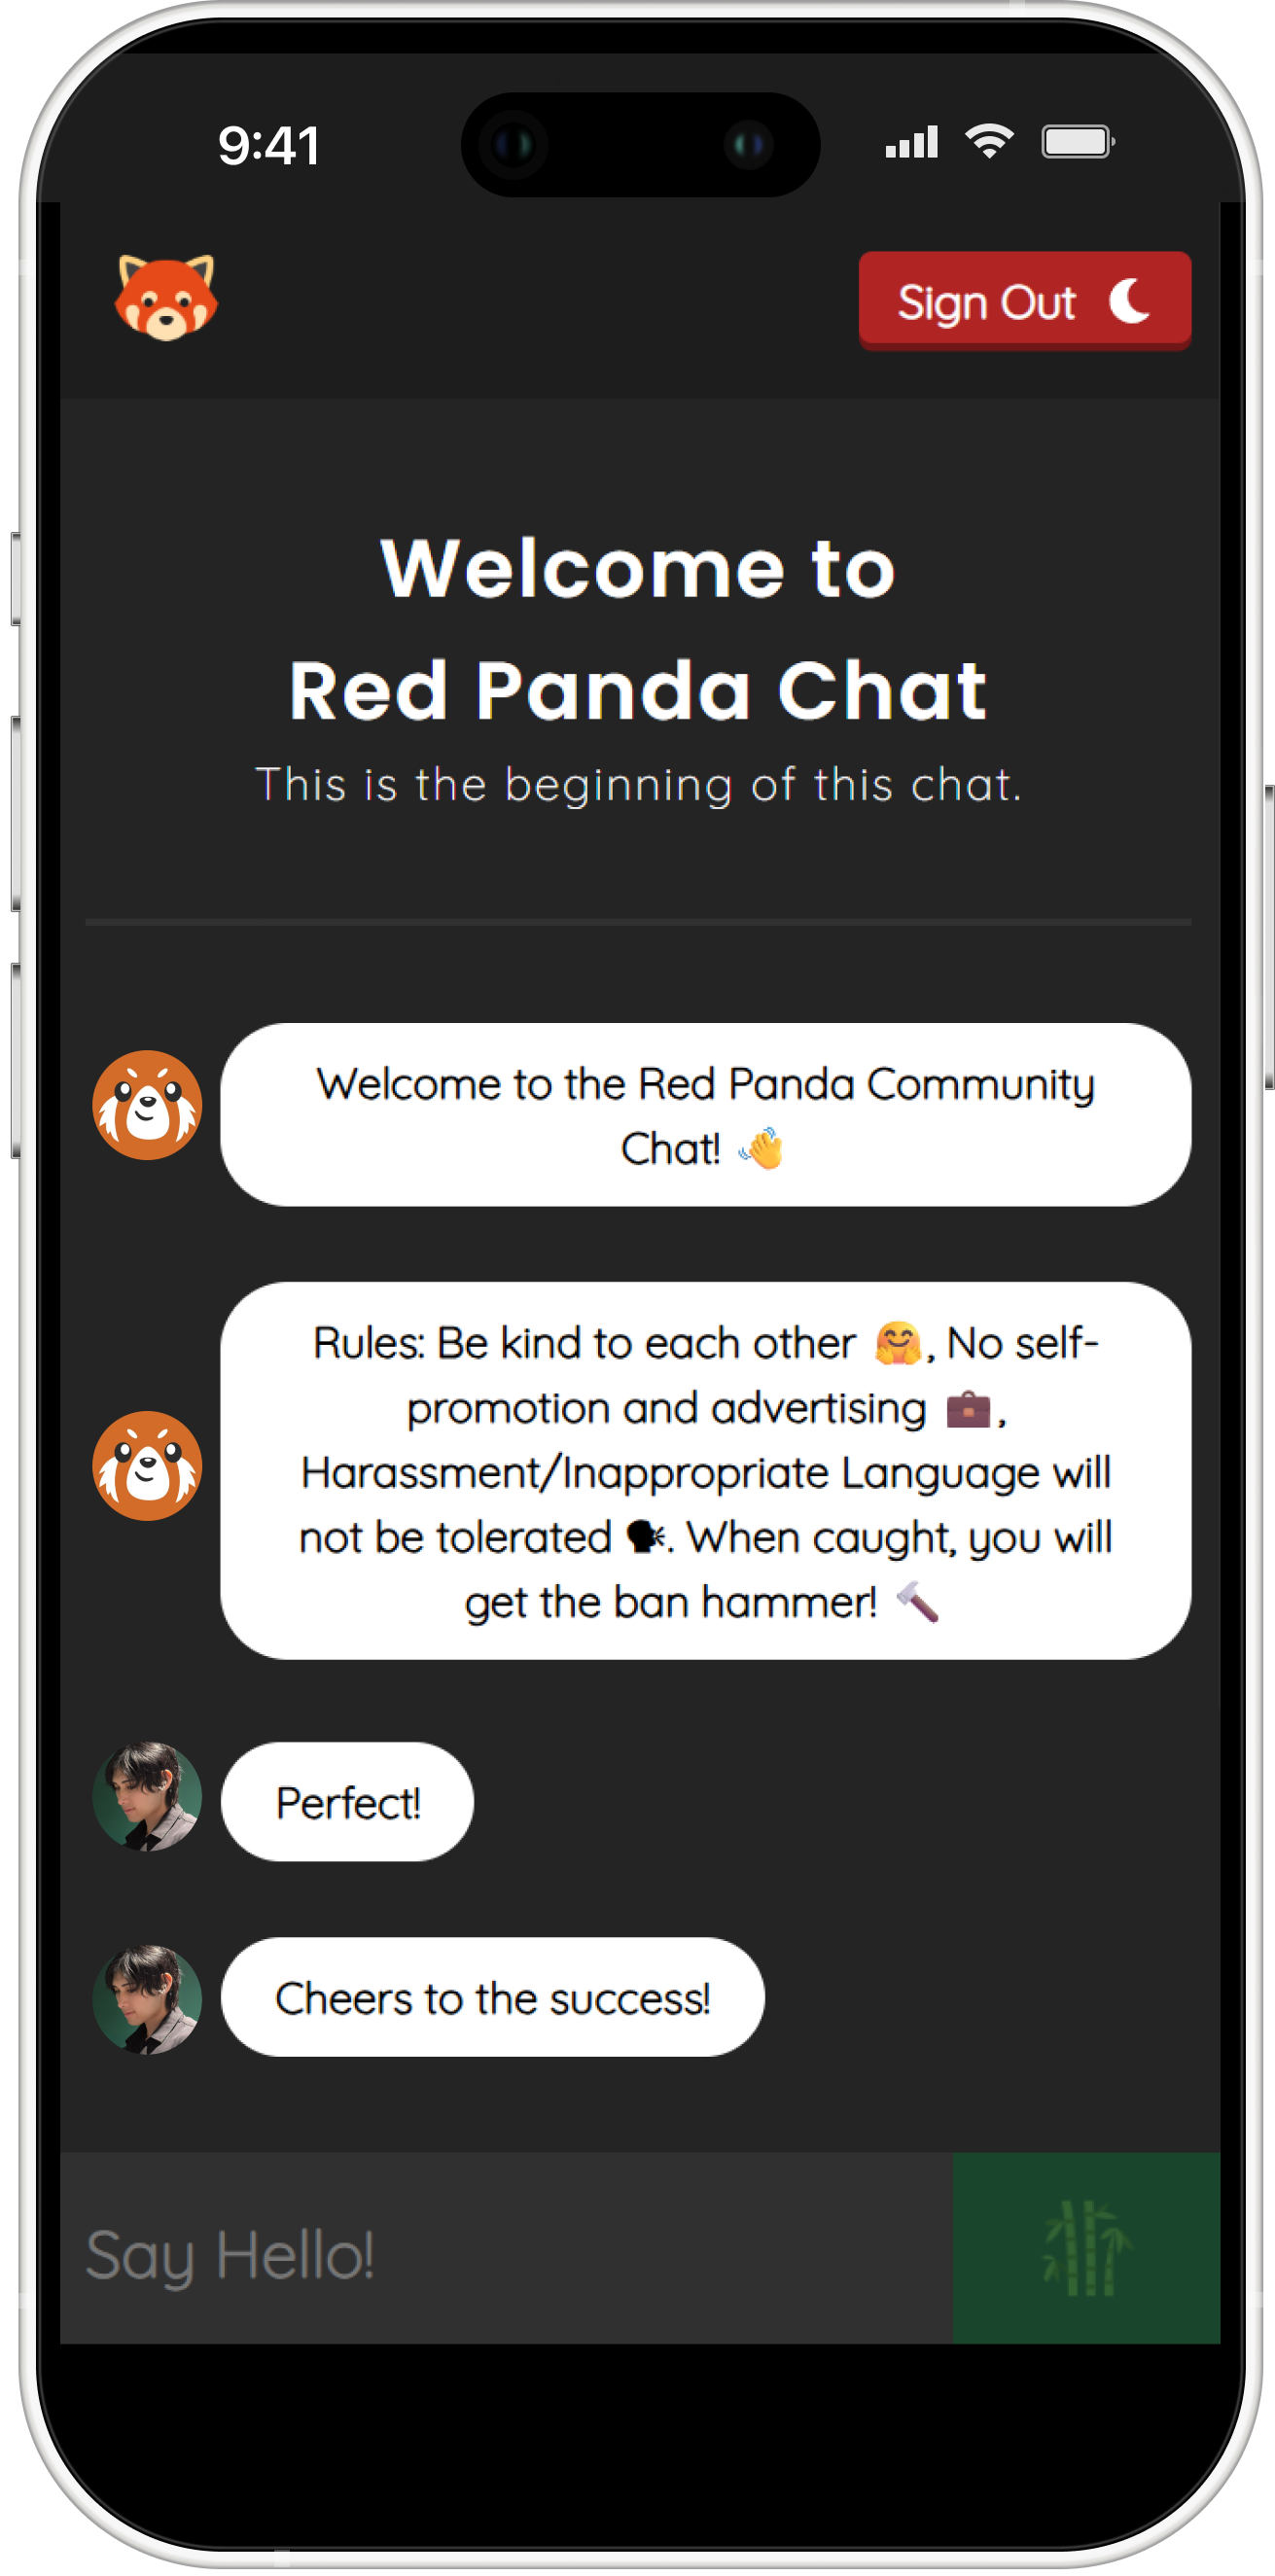 9:41
Sign Out
Welcome to
Red Panda Chat
This is the beginning of this chat.
Welcome to the Red Panda Community
Chat! 👋
Rules: Be kind to each other 🤗, No self-
promotion and advertising 💼,
Harassment/Inappropriate Language will
not be tolerated 🗣. When caught, you will
get the ban hammer! 🔨
Perfect!
Cheers to the success!
Say Hello!